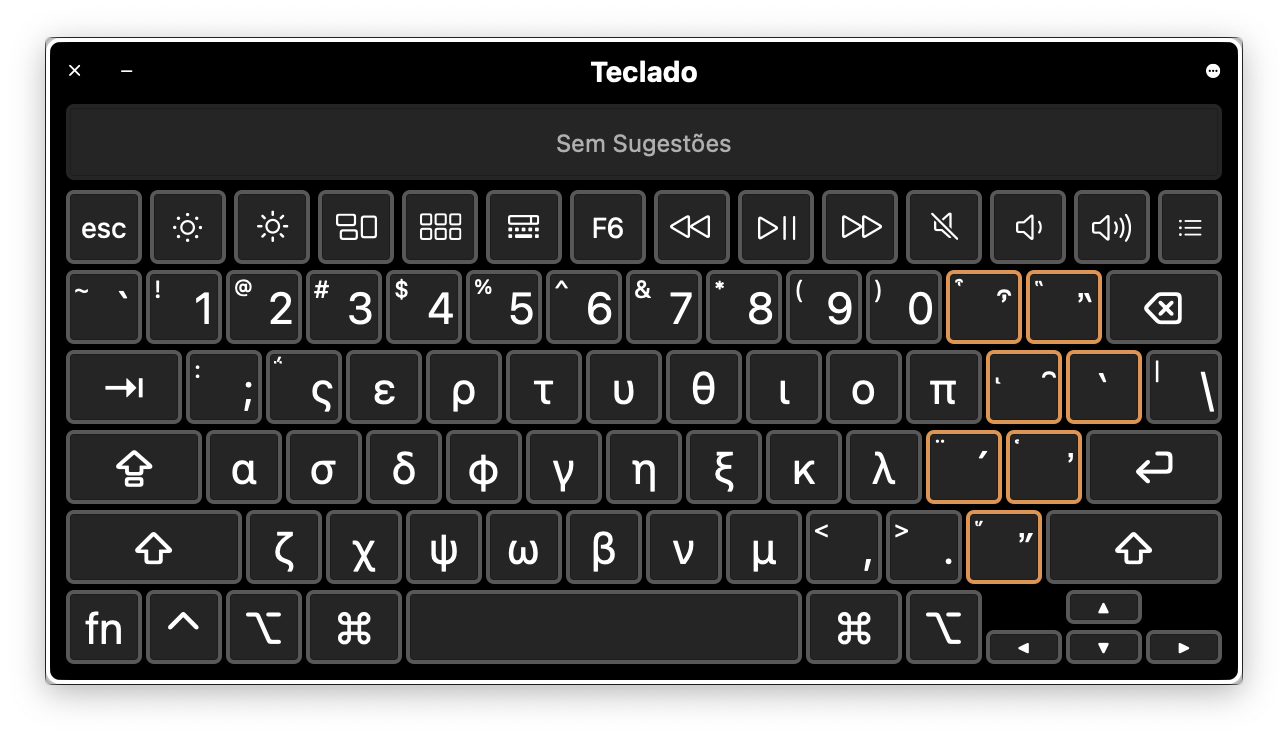 Teclado
Sem Sugestões
esc F6
~ ` ! 1 @ 2 # 3 $ 4 % 5 ^ 6 & 7 * 8 ( 9 ) 0 ῟ ῏ ῝ ῍
: ; ΅ ς ε ρ τ υ θ ι ο π ͺ ῀ ` | \
α σ δ φ γ η ξ κ λ ¨ ´ ῾ ᾿
ζ χ ψ ω β ν μ < , > . ῞ ῎
fn ^ ⌥ ⌘ ⌘ ⌥